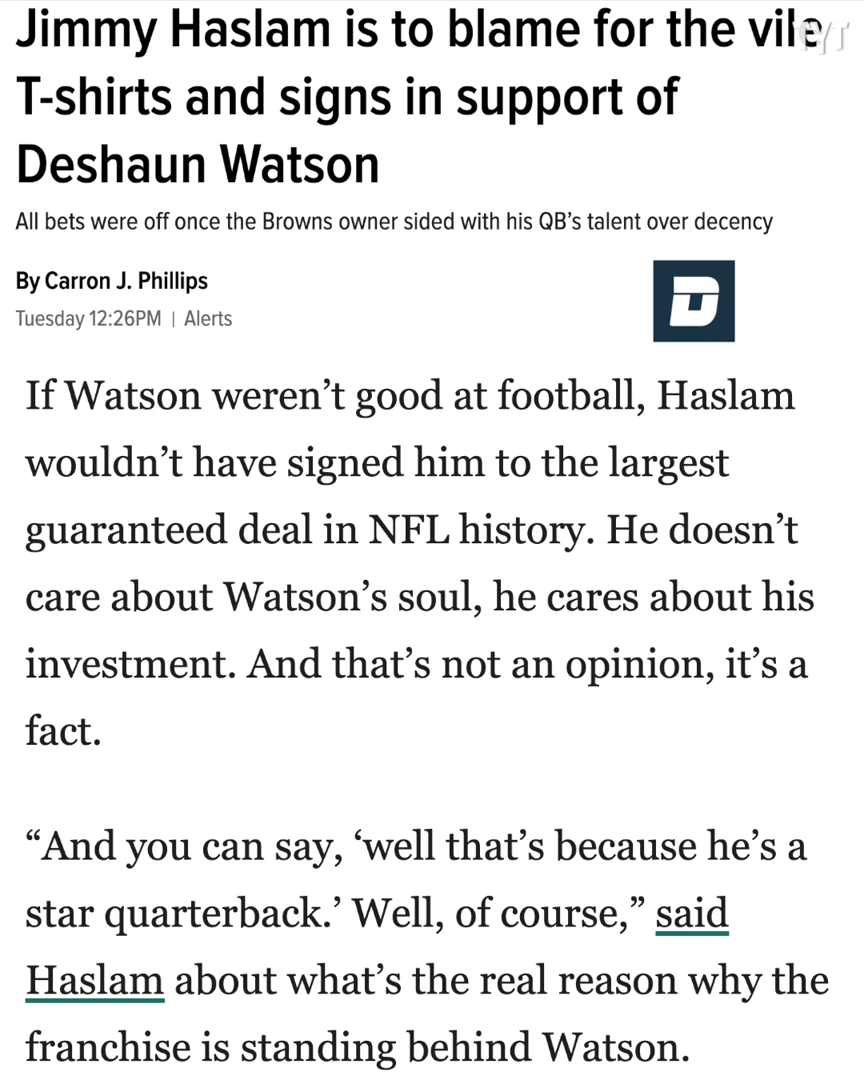 Jimmy Haslam is to blame for the vile
TYT
T-shirts and signs in support of
Deshaun Watson
All bets were off once the Browns owner sided with his QB’s talent over decency
By Carron J. Phillips
Tuesday 12:26PM | Alerts
D
If Watson weren’t good at football, Haslam
wouldn’t have signed him to the largest
guaranteed deal in NFL history. He doesn’t
care about Watson’s soul, he cares about his
investment. And that’s not an opinion, it’s a
fact.
“And you can say, ‘well that’s because he’s a
star quarterback.’ Well, of course,” said
Haslam about what’s the real reason why the
franchise is standing behind Watson.